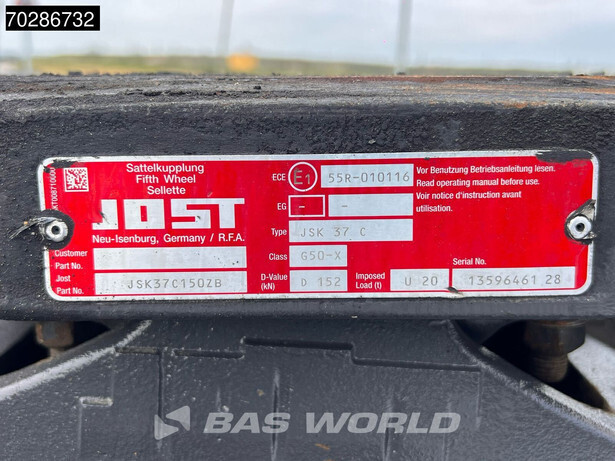 70286732
KT008710000
Sattelkupplung
Fifth Wheel
Sellette
JOST
Neu-Isenburg, Germany / R.F.A.
Customer
Part No.
Jost
Part No.
JSK37C150ZB
ECE
E1
55R-010116
EG
-
-
Type
JSK 37 C
Class
G50-X
D-Value
(kN)
D 152
Imposed
Load (t)
U 20
Vor Benutzung Betriebsanleitung lesen.
Read operating manual before use.
Voir notice d'instruction avant
utilisation.
Serial No.
13596461 28
BAS WORLD